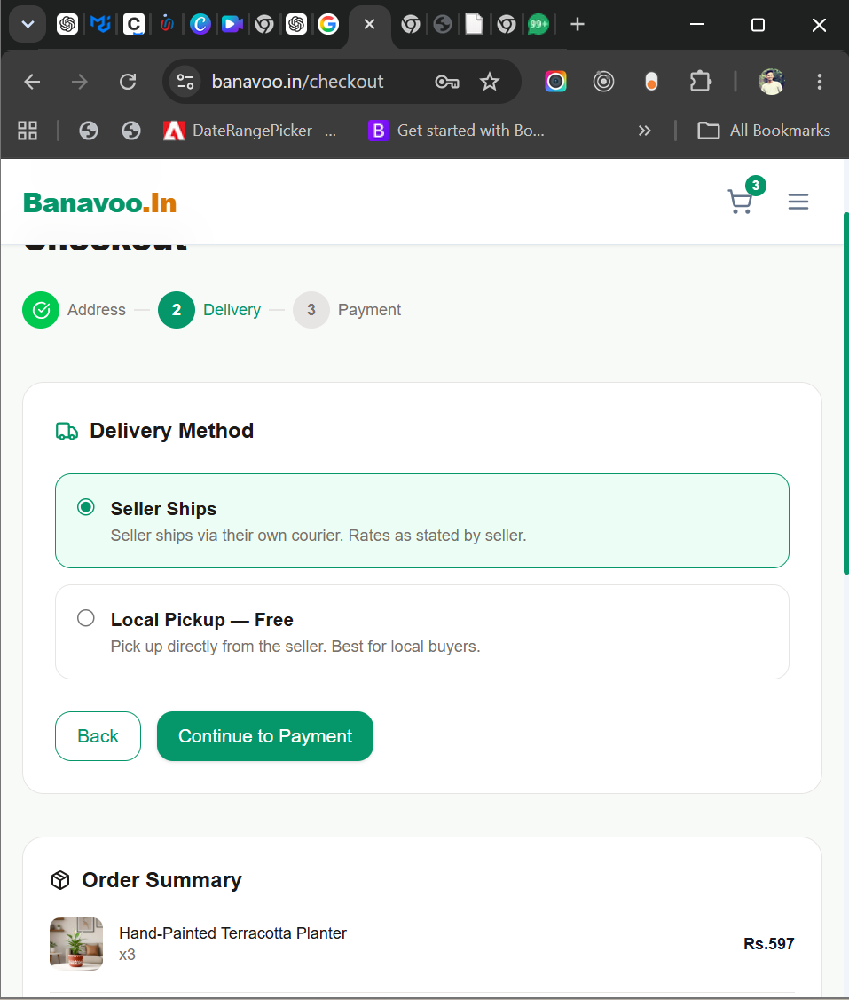 99+
banavoo.in/checkout
DateRangePicker –...
B Get started with Bo...
All Bookmarks
Banavoo.In
3
Checkout
Address
2 Delivery
3 Payment
Delivery Method
Seller Ships
Seller ships via their own courier. Rates as stated by seller.
Local Pickup — Free
Pick up directly from the seller. Best for local buyers.
Back
Continue to Payment
Order Summary
Hand-Painted Terracotta Planter
x3
Rs.597